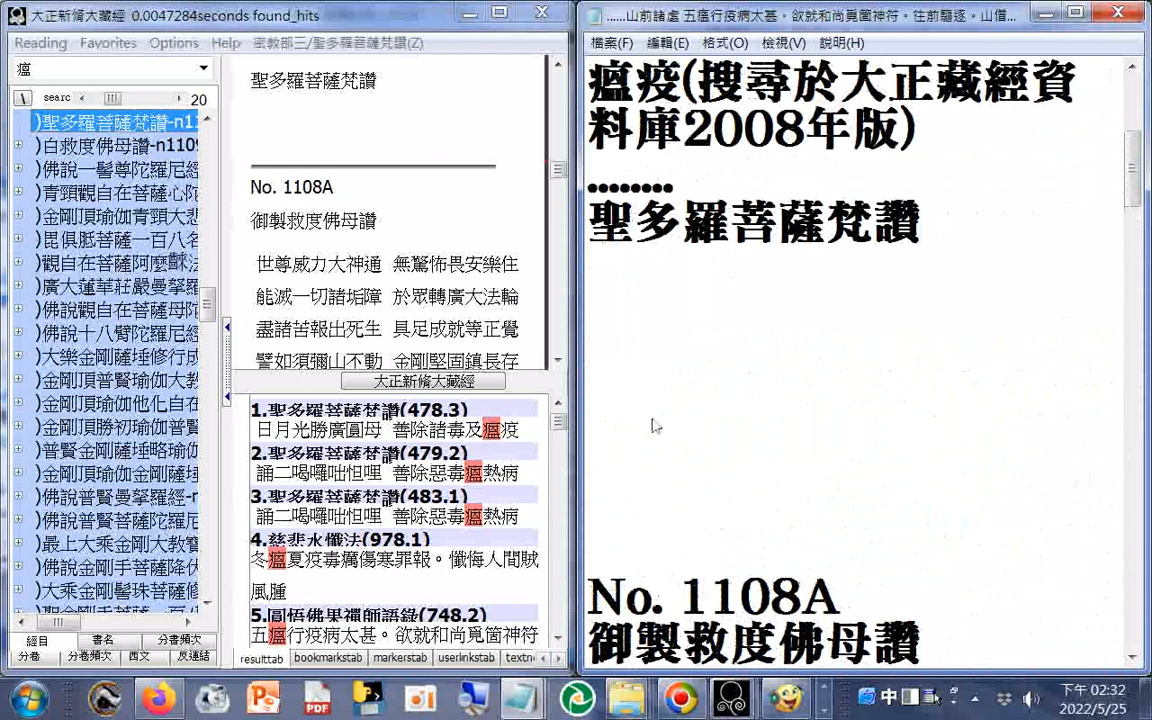 大正新脩大藏經 0.0047284seconds found_hits
Reading Favorites Options Help 密教部三/聖多羅菩薩梵讚(Z)
瘟
searc 20
)聖多羅菩薩梵讚-n11
)白救度佛母讚-n1109
)佛說一髻尊陀羅尼經
)青頸觀自在菩薩心陀
)金剛頂瑜伽青頸大悲
)毘俱胝菩薩一百八名
)觀自在菩薩阿麼𪘨法
)廣大蓮華莊嚴曼拏羅
)佛說觀自在菩薩母陀
)佛說十八臂陀羅尼經
)大樂金剛薩埵修行成
)金剛頂普賢瑜伽大教
)金剛頂瑜伽他化自在
)金剛頂勝初瑜伽普賢
)普賢金剛薩埵略瑜伽
)金剛頂瑜伽金剛薩埵
)佛說普賢曼拏羅經-n
)佛說普賢菩薩陀羅尼
)最上大乘金剛大教寶
)佛說金剛手菩薩降伏
)大乘金剛髻珠菩薩修
經目 書名 分書頻次
分卷 分卷頻次 西文 反連結
聖多羅菩薩梵讚
No. 1108A
御製救度佛母讚
世尊威力大神通 無驚怖畏安樂住
能滅一切諸垢障 於眾轉廣大法輪
盡諸苦報出死生 具足成就等正覺
譬如須彌山不動 金剛堅固鎮長存
大正新脩大藏經
1.聖多羅菩薩梵讚(478.3)
日月光勝廣圓母 善除諸毒及瘟疫
2.聖多羅菩薩梵讚(479.2)
誦二喝囉咄怛哩 善除惡毒瘟熱病
3.聖多羅菩薩梵讚(483.1)
誦二喝囉咄怛哩 善除惡毒瘟熱病
4.慈悲水懺法(978.1)
冬瘟夏疫毒癘傷寒罪報。懺悔人間賊
風腫
5.圓悟佛果禪師語錄(748.2)
五瘟行疫病太甚。欲就和尚覓箇神符
resulttab bookmarkstab markerstab userlinkstab textn
......山前諸處 五瘟行疫病太甚。欲就和尚覓箇神符。往前驅逐。山僧...
檔案(F) 編輯(E) 格式(O) 檢視(V) 說明(H)
瘟疫(搜尋於大正藏經資
料庫2008年版)
........
聖多羅菩薩梵讚
No. 1108A
御製救度佛母讚
中
下午 02:32
2022/5/25